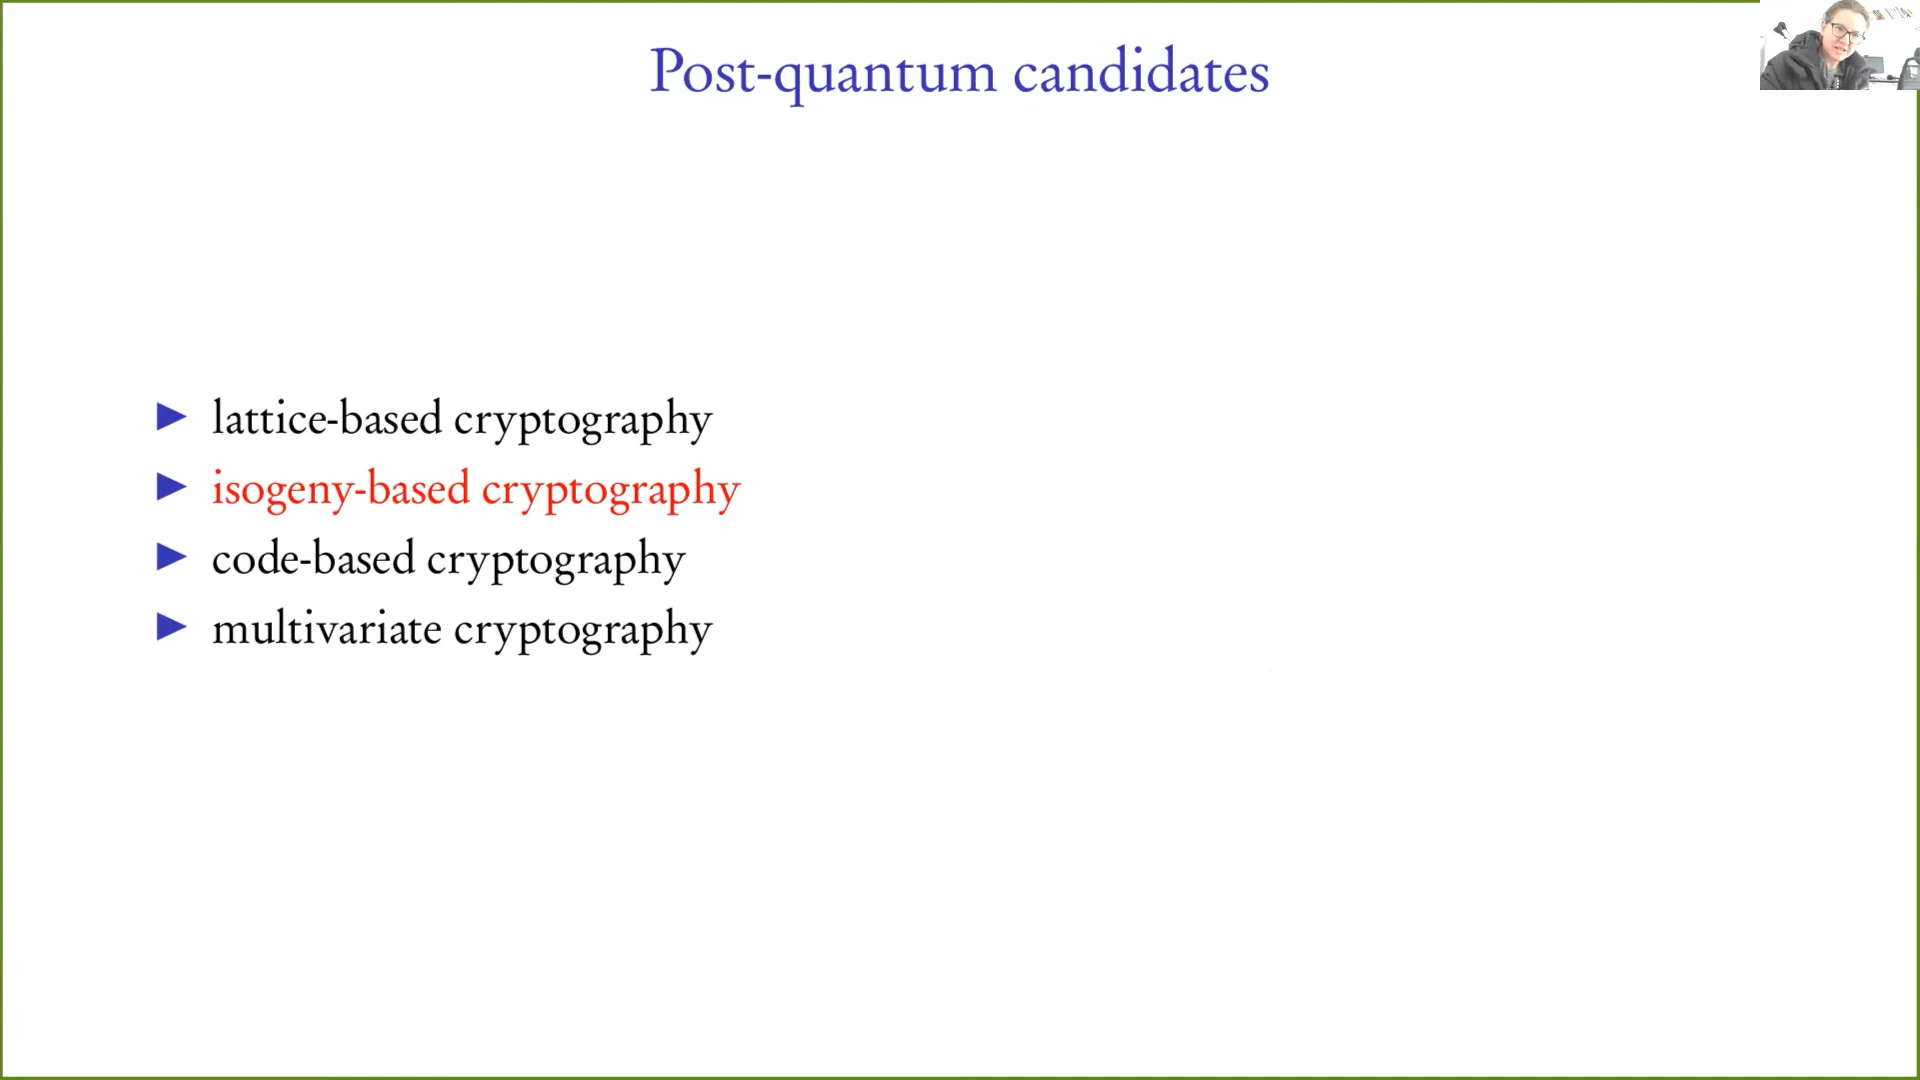 Post-quantum candidates
► lattice-based cryptography
► isogeny-based cryptography
► code-based cryptography
► multivariate cryptography